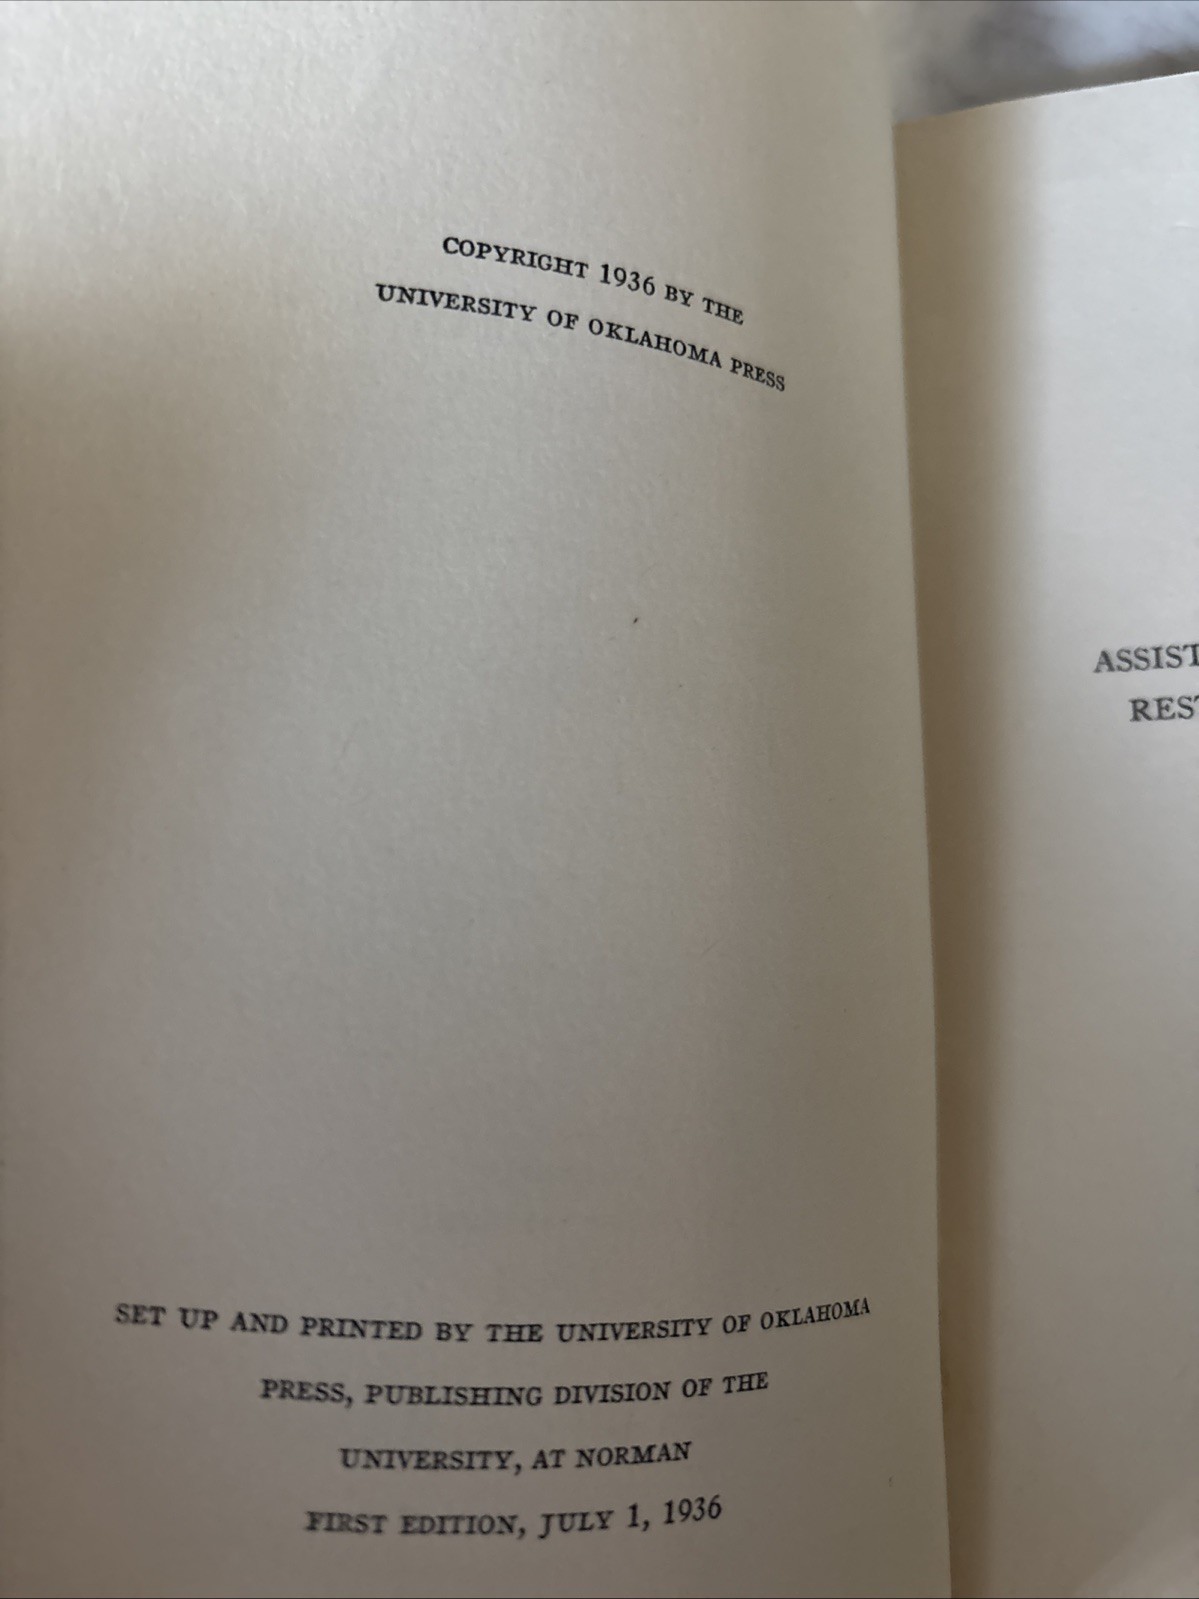 COPYRIGHT 1936 BY THE
UNIVERSITY OF OKLAHOMA PRESS
SET UP AND PRINTED BY THE UNIVERSITY OF OKLAHOMA
PRESS, PUBLISHING DIVISION OF THE
UNIVERSITY, AT NORMAN
FIRST EDITION, JULY 1, 1936
ASSIST
REST